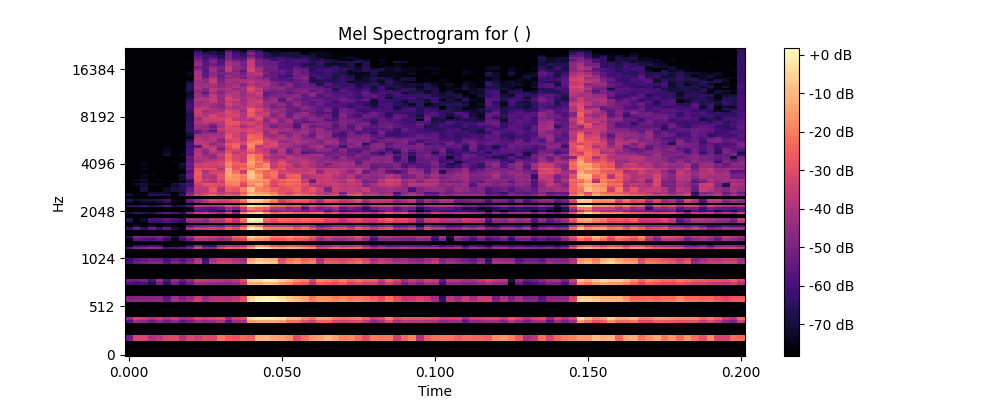 Mel Spectrogram for ( )
16384
8192
4096
2048
1024
512
0
Hz
0.000
0.050
0.100
0.150
0.200
Time
+0 dB
-10 dB
-20 dB
-30 dB
-40 dB
-50 dB
-60 dB
-70 dB